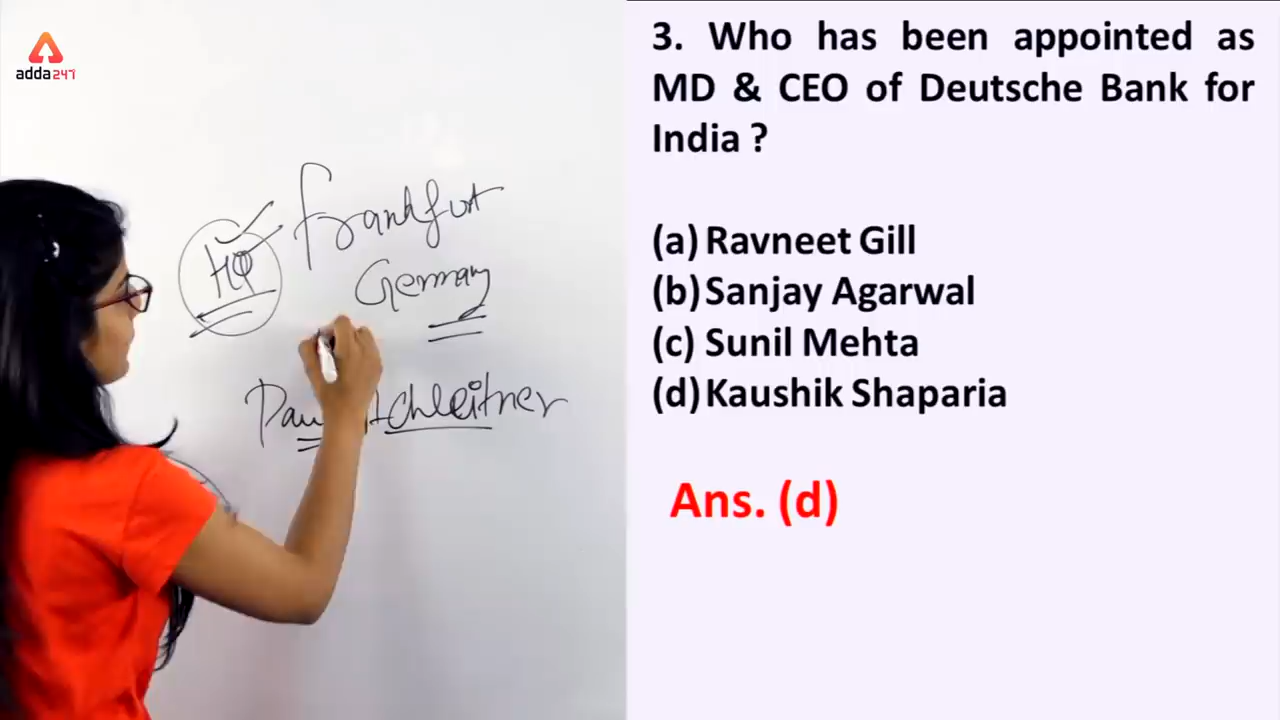 adda247
HQ
Frankfurt
Germany
Achleitner
3. Who has been appointed as
MD & CEO of Deutsche Bank for
India ?
(a) Ravneet Gill
(b) Sanjay Agarwal
(c) Sunil Mehta
(d) Kaushik Shaparia
Ans. (d)